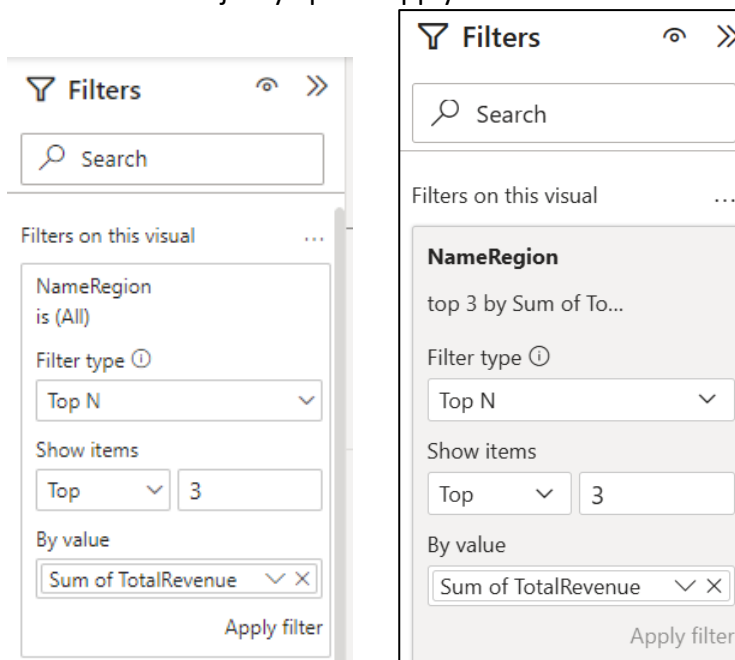 Filters
Search
Filters on this visual ...
NameRegion
is (All)
Filter type
Top N
Show items
Top 3
By value
Sum of TotalRevenue
Apply filter
Filters
Search
Filters on this visual ...
NameRegion
top 3 by Sum of To...
Filter type
Top N
Show items
Top 3
By value
Sum of TotalRevenue
Apply filter